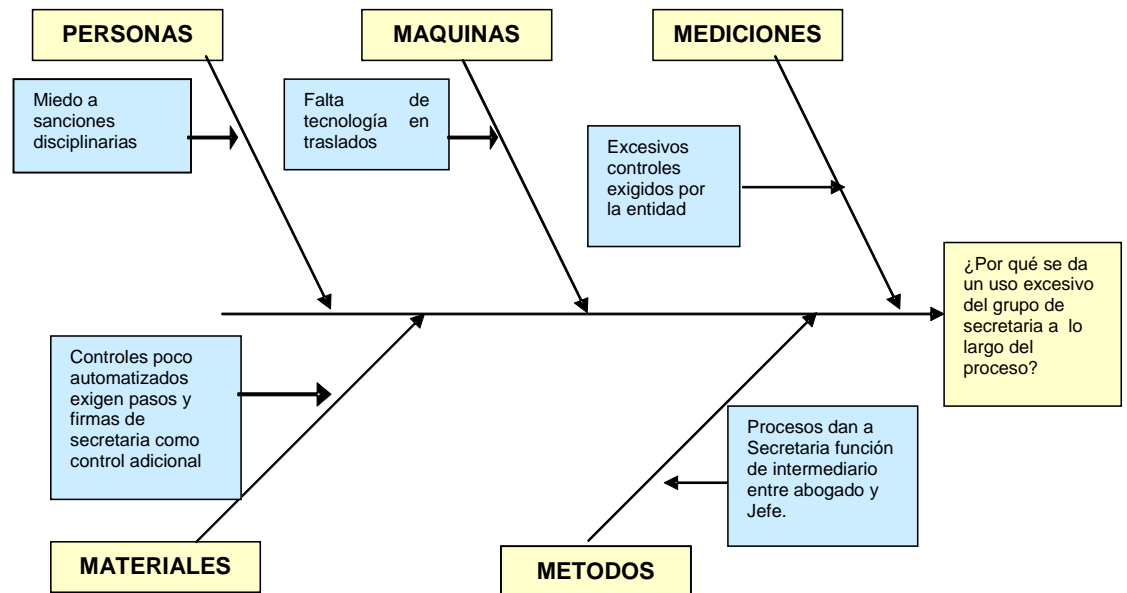 PERSONAS
MAQUINAS
MEDICIONES
Miedo a
sanciones
disciplinarias
Falta de
tecnología en
traslados
Excesivos
controles
exigidos por
la entidad
¿Por qué se da
un uso excesivo
del grupo de
secretaria a lo
largo del
proceso?
Controles poco
automatizados
exigen pasos y
firmas de
secretaria como
control adicional
Procesos dan a
Secretaria función
de intermediario
entre abogado y
Jefe.
MATERIALES
METODOS